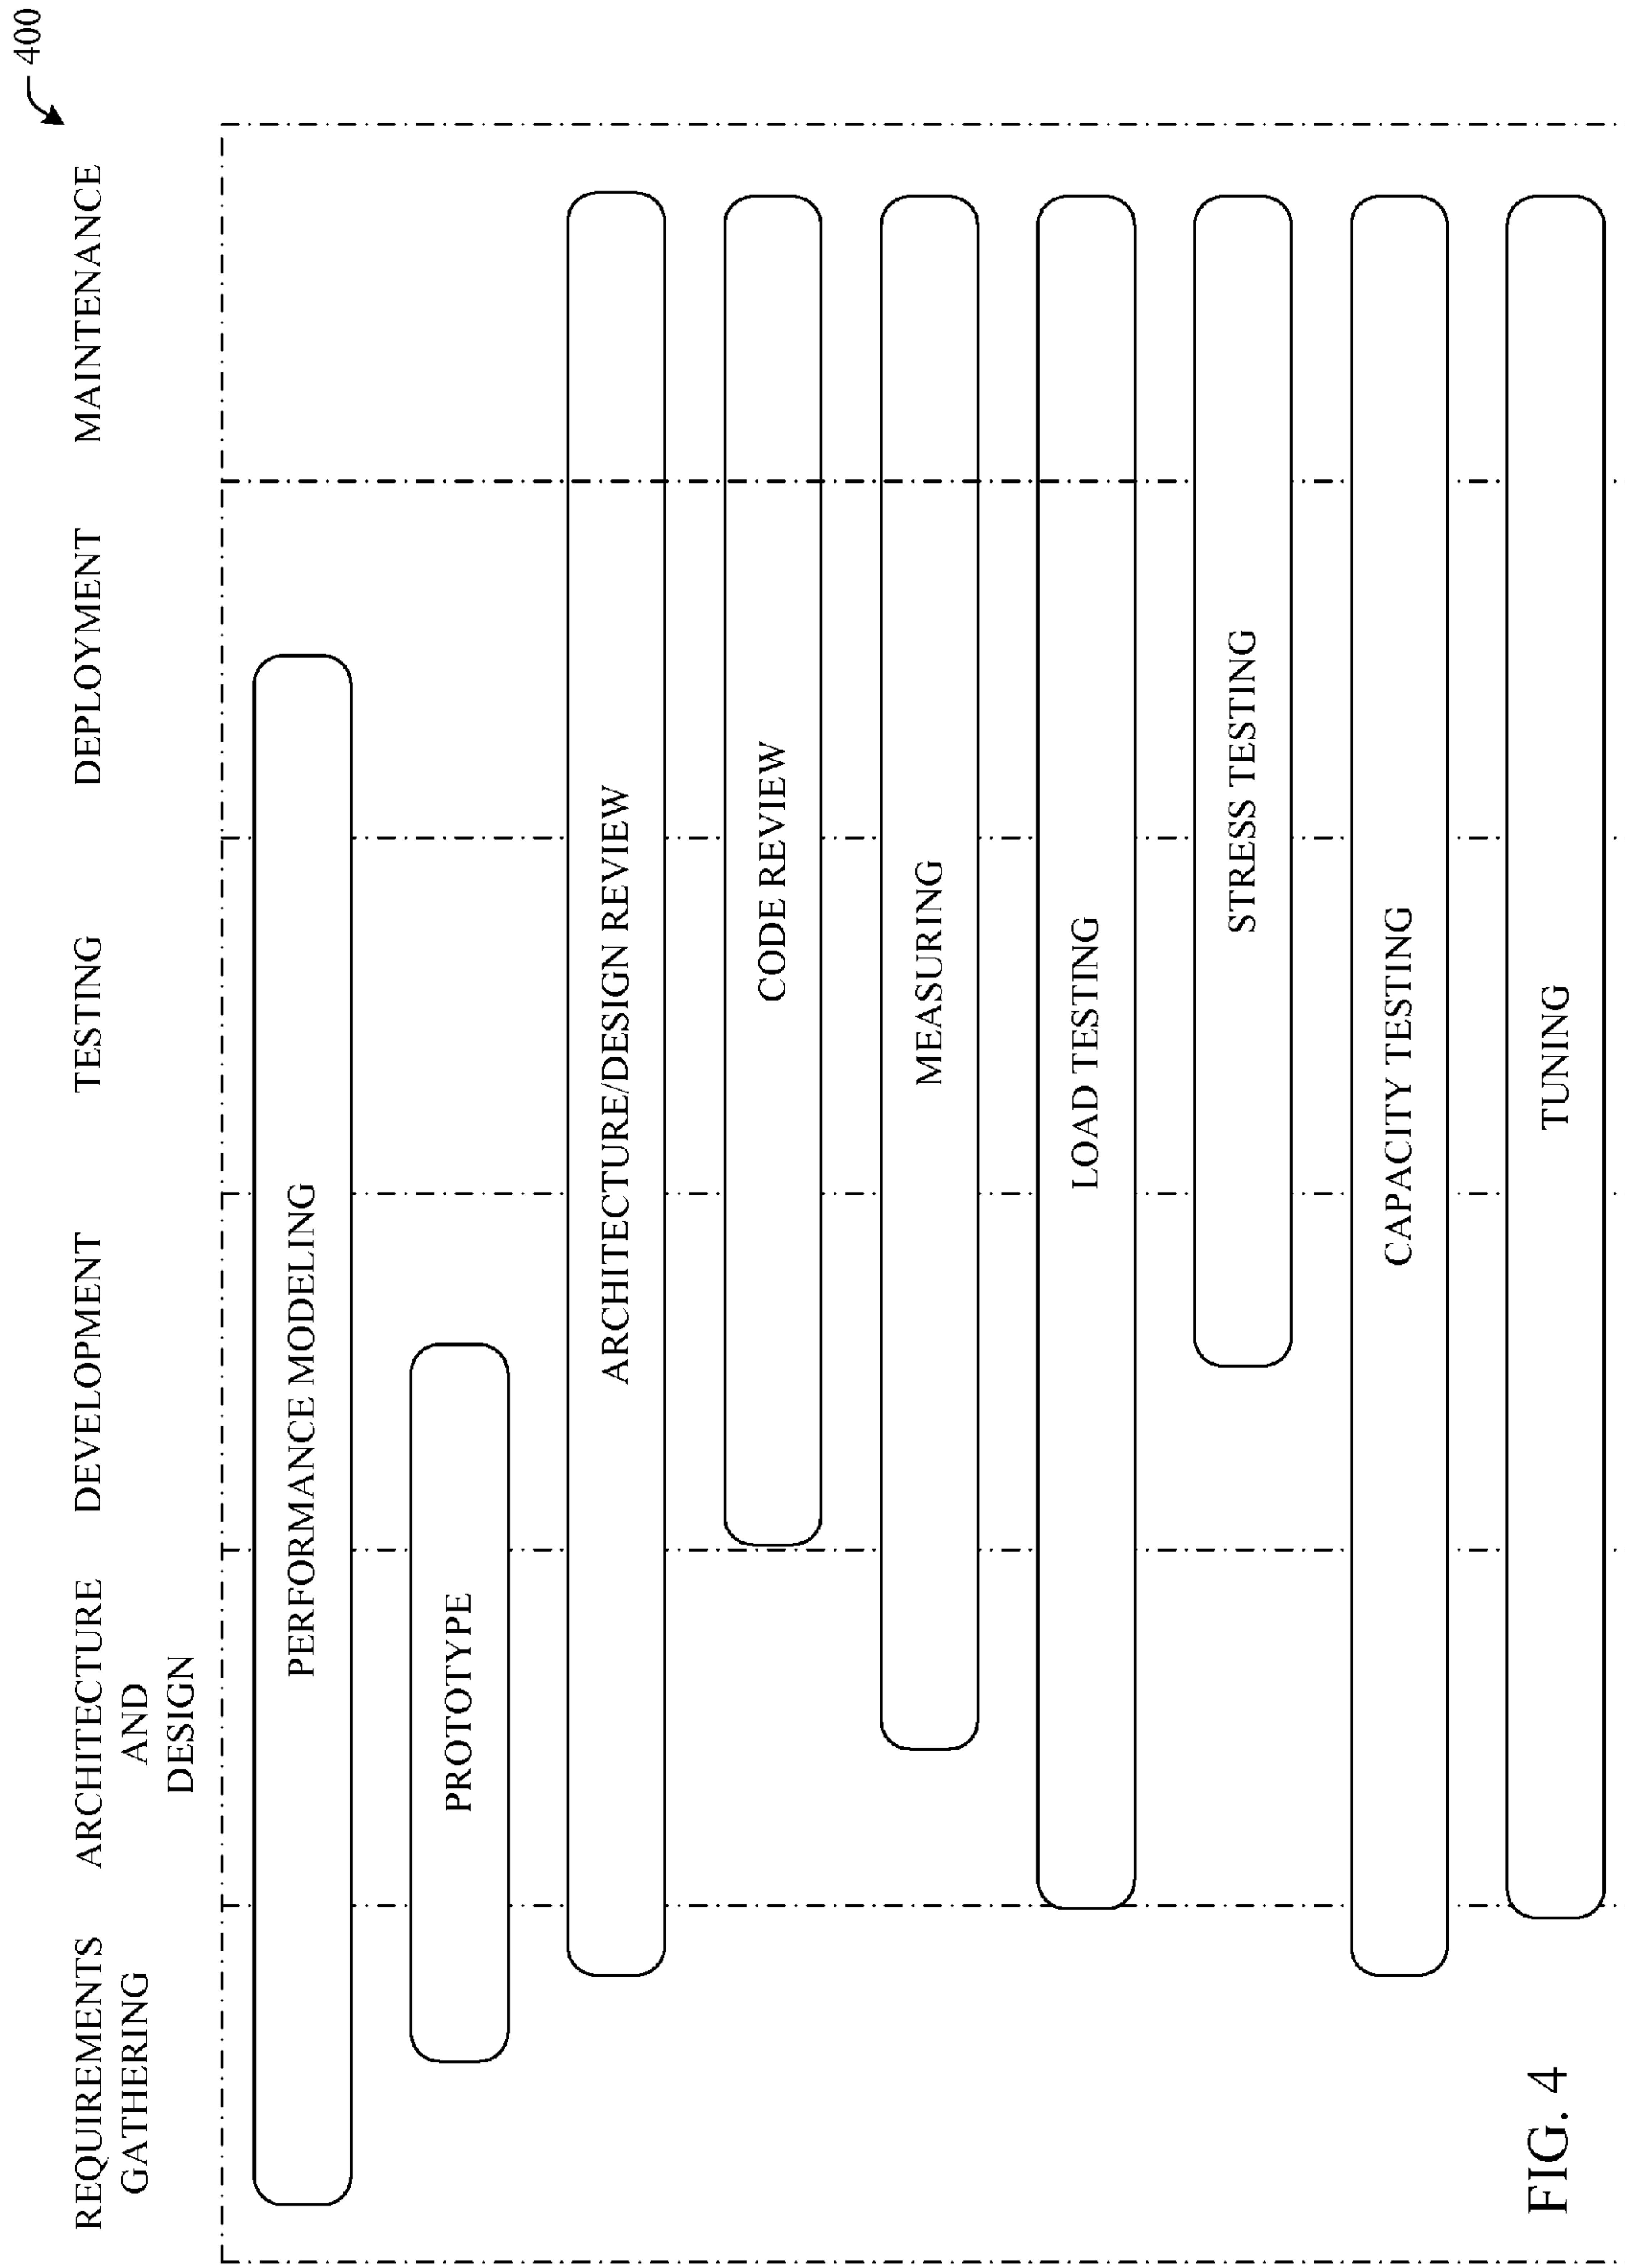 400
REQUIREMENTS
GATHERING
ARCHITECTURE
AND
DESIGN
DEVELOPMENT
TESTING
DEPLOYMENT
MAINTENANCE
PERFORMANCE MODELING
PROTOTYPE
ARCHITECTURE/DESIGN REVIEW
CODE REVIEW
MEASURING
LOAD TESTING
STRESS TESTING
CAPACITY TESTING
TUNING
FIG. 4